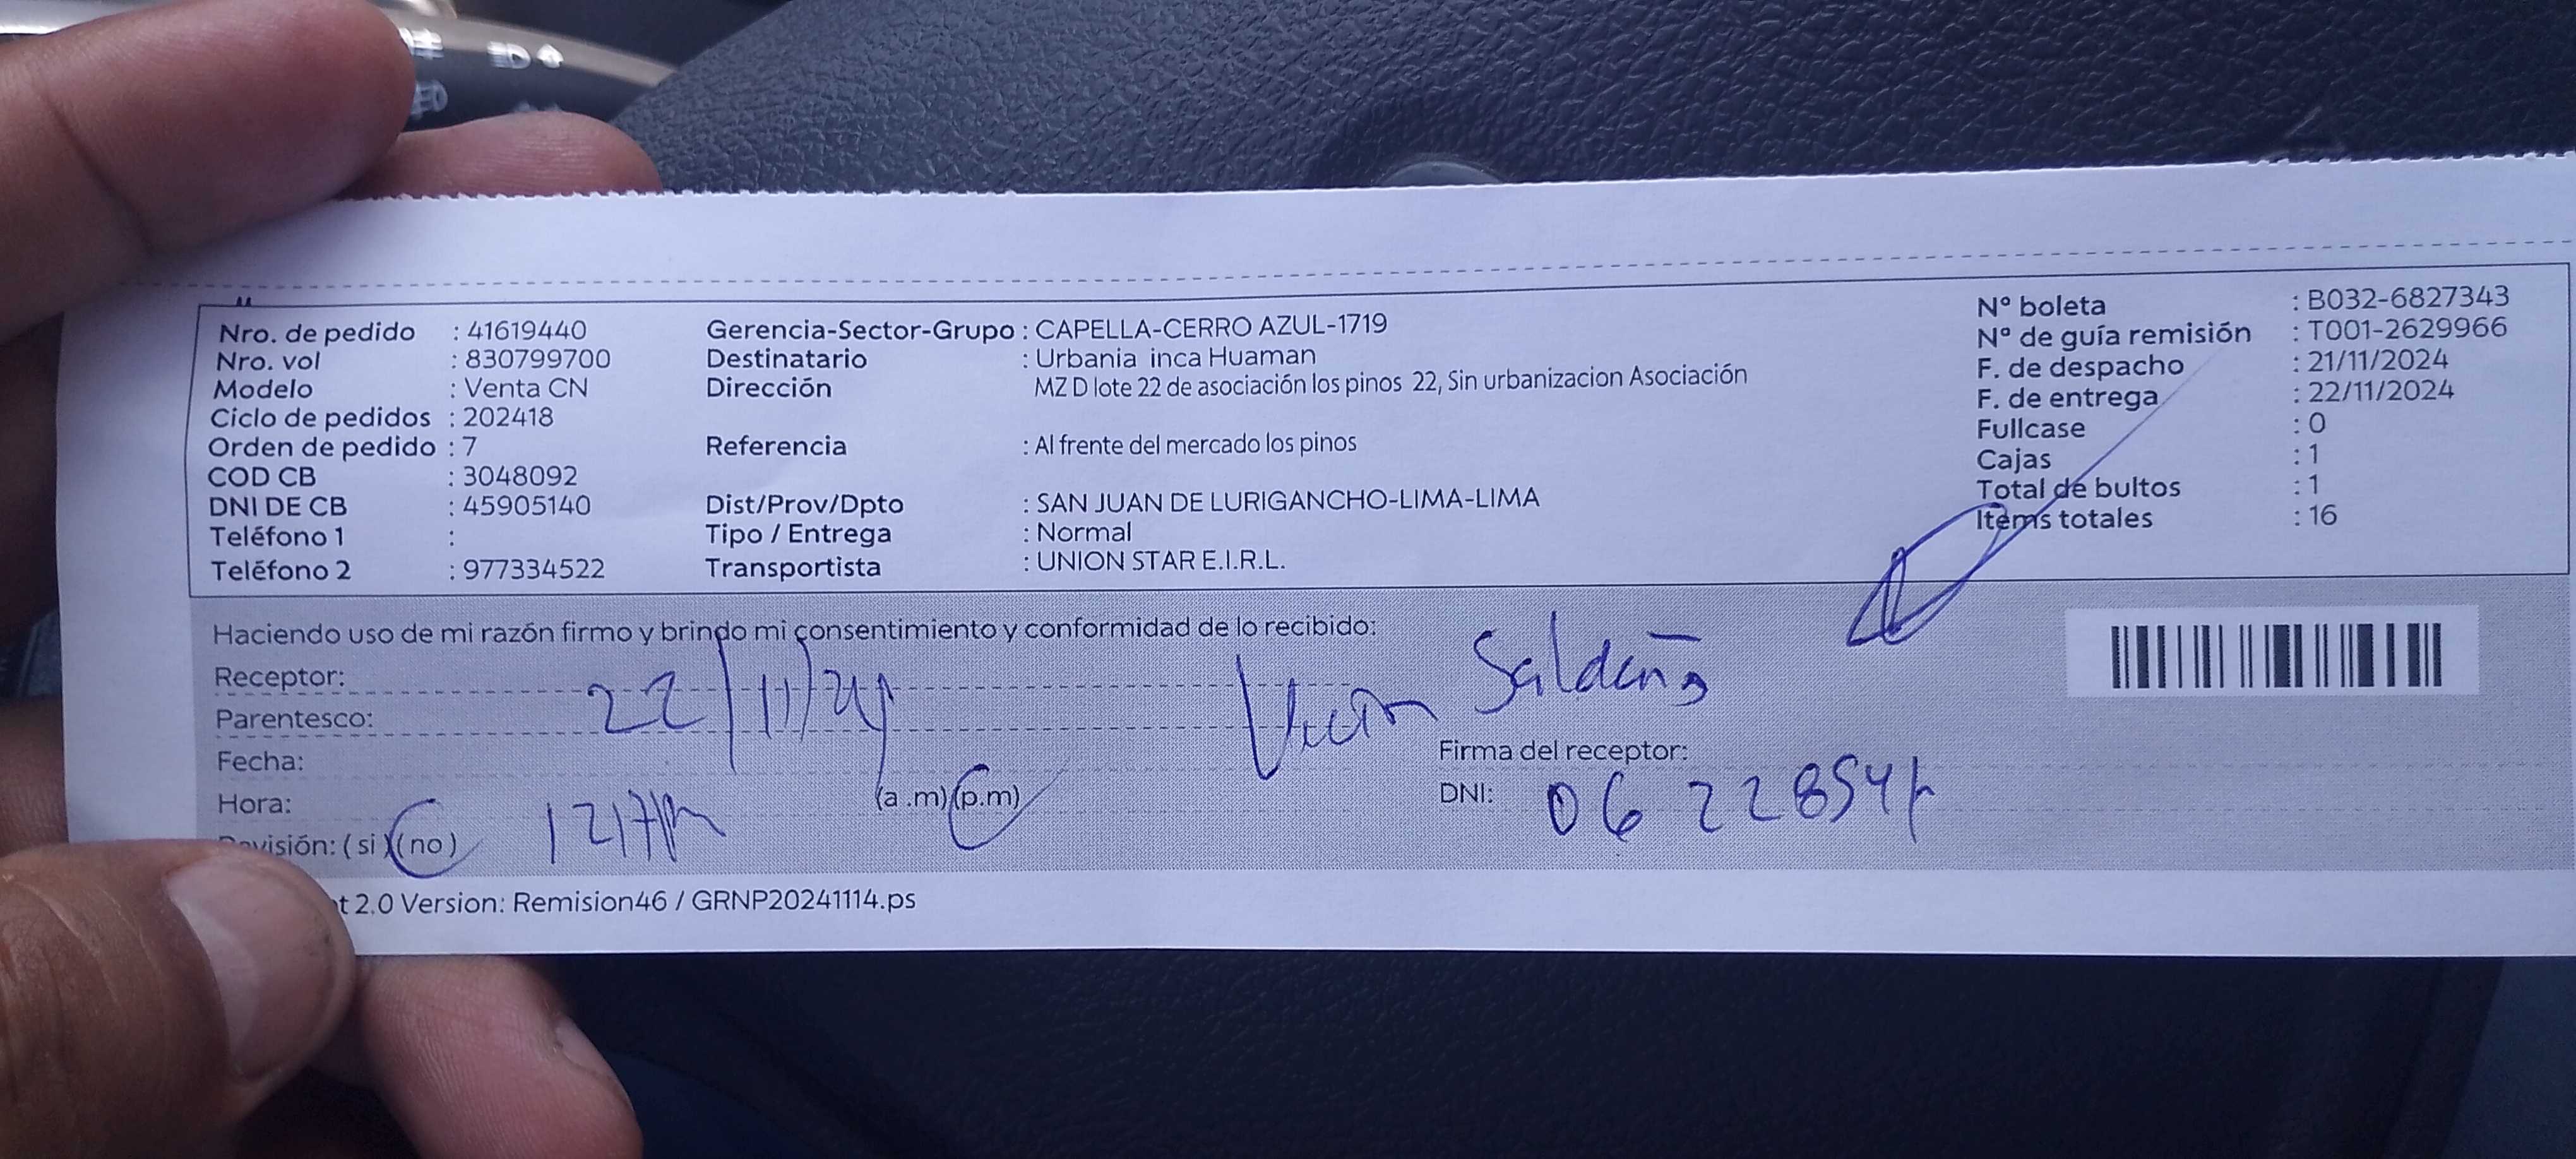 Nro. de pedido : 41619440
Nro. vol : 830799700
Modelo : Venta CN
Ciclo de pedidos : 202418
Orden de pedido : 7
COD CB : 3048092
DNI DE CB : 45905140
Teléfono 1 :
Teléfono 2 : 977334522
Gerencia-Sector-Grupo : CAPELLA-CERRO AZUL-1719
Destinatario : Urbania inca Huaman
Dirección MZ D lote 22 de asociación los pinos 22, Sin urbanizacion Asociación
Referencia : Al frente del mercado los pinos
Dist/Prov/Dpto : SAN JUAN DE LURIGANCHO-LIMA-LIMA
Tipo / Entrega : Normal
Transportista : UNION STAR E.I.R.L.
N° boleta : B032-6827343
N° de guía remisión : T001-2629966
F. de despacho : 21/11/2024
F. de entrega : 22/11/2024
Fullcase : 0
Cajas : 1
Total de bultos : 1
Items totales : 16
Haciendo uso de mi razón firmo y brindo mi consentimiento y conformidad de lo recibido:
Receptor:
Parentesco: 22/11/24
Fecha:
Hora: (a .m) (p.m)
visión: ( si ) ( no )
Saldaña
Firma del receptor:
DNI: 06228544
t 2.0 Version: Remision46 / GRNP20241114.ps